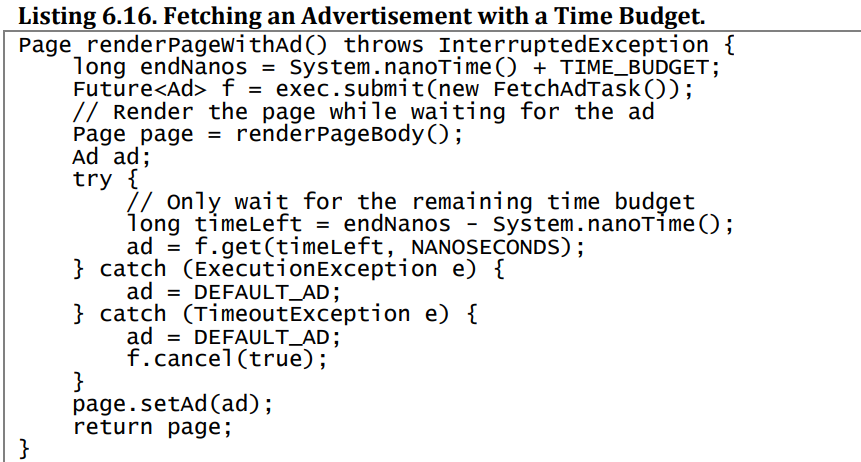 Listing 6.16. Fetching an Advertisement with a Time Budget.
Page renderPageWithAd() throws InterruptedException {
    long endNanos = System.nanoTime() + TIME_BUDGET;
    Future<Ad> f = exec.submit(new FetchAdTask());
    // Render the page while waiting for the ad
    Page page = renderPageBody();
    Ad ad;
    try {
        // Only wait for the remaining time budget
        long timeLeft = endNanos - System.nanoTime();
        ad = f.get(timeLeft, NANOSECONDS);
    } catch (ExecutionException e) {
        ad = DEFAULT_AD;
    } catch (TimeoutException e) {
        ad = DEFAULT_AD;
        f.cancel(true);
    }
    page.setAd(ad);
    return page;
}